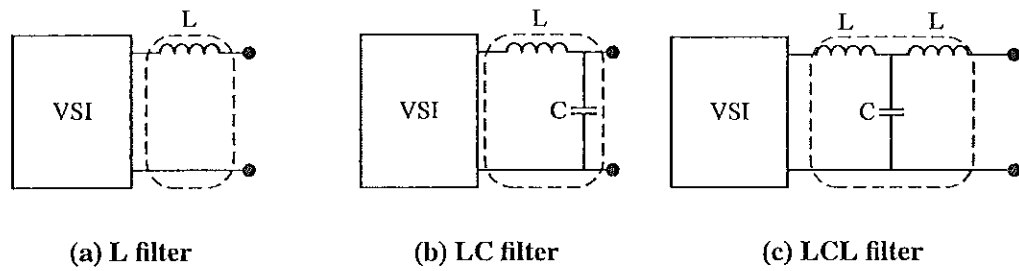 L
VSI
(a) L filter
L
VSI
C
(b) LC filter
L L
VSI
C
(c) LCL filter